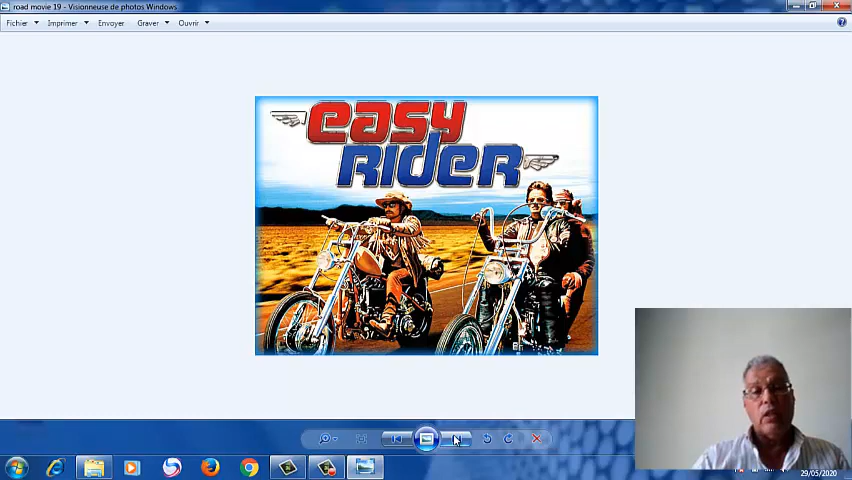 road movie 19 - Visionneuse de photos Windows
Fichier Imprimer Envoyer Graver Ouvrir
easy
RIDER
29/05/2020